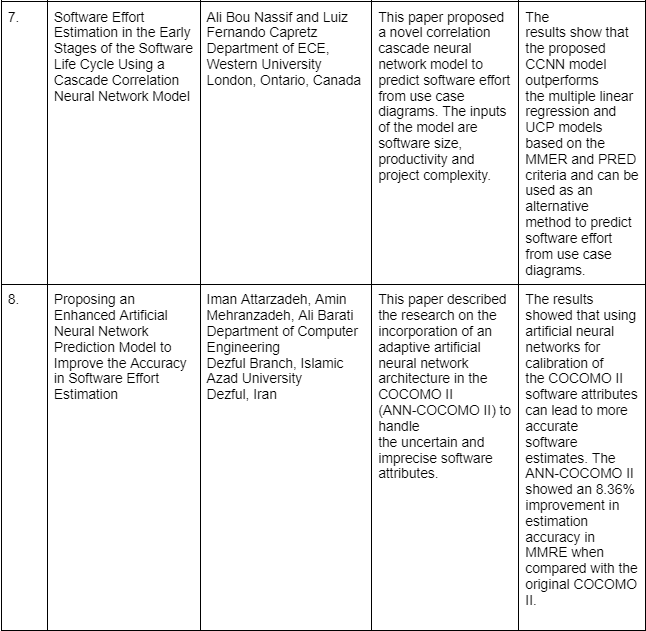 7.
Software Effort
Estimation in the Early
Stages of the Software
Life Cycle Using a
Cascade Correlation
Neural Network Model
Ali Bou Nassif and Luiz
Fernando Capretz
Department of ECE,
Western University
London, Ontario, Canada
This paper proposed
a novel correlation
cascade neural
network model to
predict software effort
from use case
diagrams. The inputs
of the model are
software size,
productivity and
project complexity.
The
results show that
the proposed
CCNN model
outperforms
the multiple linear
regression and
UCP models
based on the
MMER and PRED
criteria and can be
used as an
alternative
method to predict
software effort
from use case
diagrams.
8.
Proposing an
Enhanced Artificial
Neural Network
Prediction Model to
Improve the Accuracy
in Software Effort
Estimation
Iman Attarzadeh, Amin
Mehranzadeh, Ali Barati
Department of Computer
Engineering
Dezful Branch, Islamic
Azad University
Dezful, Iran
This paper described
the research on the
incorporation of an
adaptive artificial
neural network
architecture in the
COCOMO II
(ANN-COCOMO II) to
handle
the uncertain and
imprecise software
attributes.
The results
showed that using
artificial neural
networks for
calibration of
the COCOMO II
software attributes
can lead to more
accurate
software
estimates. The
ANN-COCOMO II
showed an 8.36%
improvement in
estimation
accuracy in
MMRE when
compared with the
original COCOMO
II.